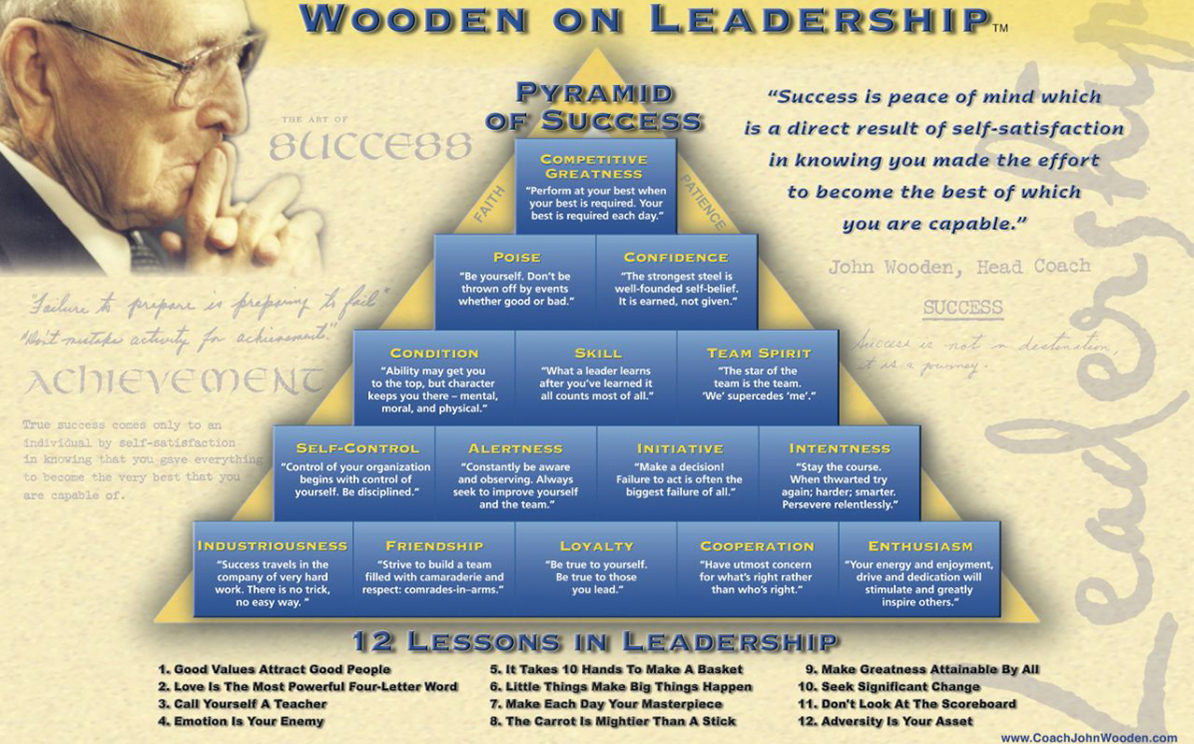 WOODEN ON LEADERSHIP™
PYRAMID
OF SUCCESS
THE ART OF
SUCCESS
"Success is peace of mind which
is a direct result of self-satisfaction
in knowing you made the effort
to become the best of which
you are capable."
John Wooden, Head Coach
SUCCESS
Success is not a destination,
it is a journey.
"Failure to prepare is preparing to fail"
"Don't mistake activity for achievement."
ACHIEVEMENT
True success comes only to an
individual by self-satisfaction
in knowing that you gave everything
to become the very best that you
are capable of.
FAITH
PATIENCE
COMPETITIVE
GREATNESS
"Perform at your best when
your best is required. Your
best is required each day."
POISE
"Be yourself. Don't be
thrown off by events
whether good or bad."
CONFIDENCE
"The strongest steel is
well-founded self-belief.
It is earned, not given."
CONDITION
"Ability may get you
to the top, but character
keeps you there – mental,
moral, and physical."
SKILL
"What a leader learns
after you've learned it
all counts most of all."
TEAM SPIRIT
"The star of the
team is the team.
'We' supercedes 'me'."
SELF-CONTROL
"Control of your organization
begins with control of
yourself. Be disciplined."
ALERTNESS
"Constantly be aware
and observing. Always
seek to improve yourself
and the team."
INITIATIVE
"Make a decision!
Failure to act is often the
biggest failure of all."
INTENTNESS
"Stay the course.
When thwarted try
again; harder; smarter.
Persevere relentlessly."
INDUSTRIOUSNESS
"Success travels in the
company of very hard
work. There is no trick,
no easy way. "
FRIENDSHIP
"Strive to build a team
filled with camaraderie and
respect: comrades-in–arms."
LOYALTY
"Be true to yourself.
Be true to those
you lead."
COOPERATION
"Have utmost concern
for what's right rather
than who's right."
ENTHUSIASM
"Your energy and enjoyment,
drive and dedication will
stimulate and greatly
inspire others."
Leadership
12 LESSONS IN LEADERSHIP
1. Good Values Attract Good People
2. Love Is The Most Powerful Four-Letter Word
3. Call Yourself A Teacher
4. Emotion Is Your Enemy
5. It Takes 10 Hands To Make A Basket
6. Little Things Make Big Things Happen
7. Make Each Day Your Masterpiece
8. The Carrot Is Mightier Than A Stick
9. Make Greatness Attainable By All
10. Seek Significant Change
11. Don't Look At The Scoreboard
12. Adversity Is Your Asset
www.CoachJohnWooden.com